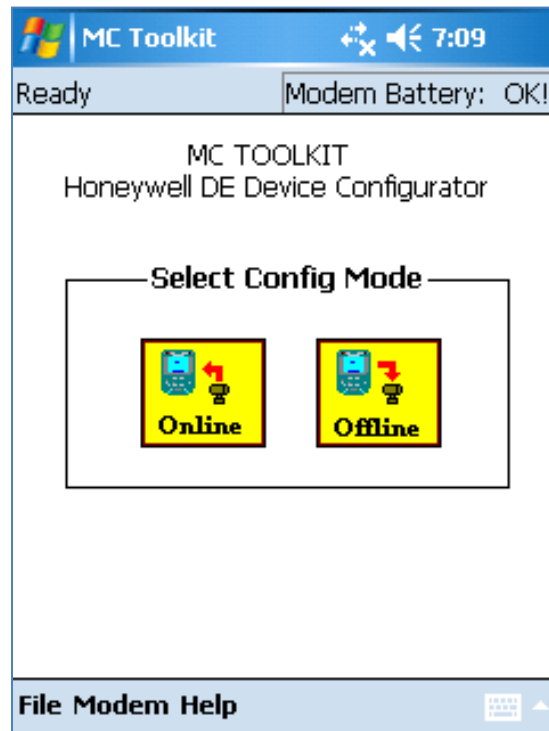 MC Toolkit 7:09
Ready Modem Battery: OK!
MC TOOLKIT
Honeywell DE Device Configurator
Select Config Mode
Online Offline
File Modem Help